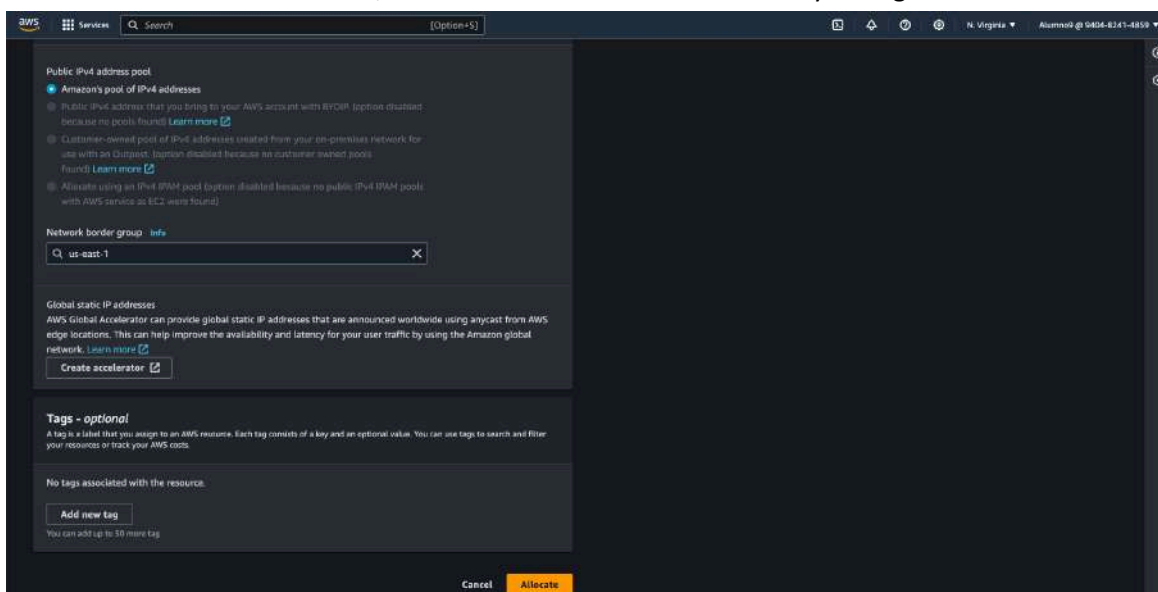 aws
Services
Search
[Option+S]
N. Virginia
Alumno9 @ 9404-8241-4859
Public IPv4 address pool
Amazon's pool of IPv4 addresses
Public IPv4 address that you bring to your AWS account with BYOIP (option disabled
because no pools found) Learn more
Customer-owned pool of IPv4 addresses created from your on-premises network for
use with an Outpost. (option disabled because no customer owned pools
found) Learn more
Allocate using an IPv4 IPAM pool (option disabled because no public IPv4 IPAM pools
with AWS service as EC2 were found)
Network border group Info
us-east-1
Global static IP addresses
AWS Global Accelerator can provide global static IP addresses that are announced worldwide using anycast from AWS
edge locations. This can help improve the availability and latency for your user traffic by using the Amazon global
network. Learn more
Create accelerator
Tags - optional
A tag is a label that you assign to an AWS resource. Each tag consists of a key and an optional value. You can use tags to search and filter
your resources or track your AWS costs.
No tags associated with the resource.
Add new tag
You can add up to 50 more tag
Cancel
Allocate